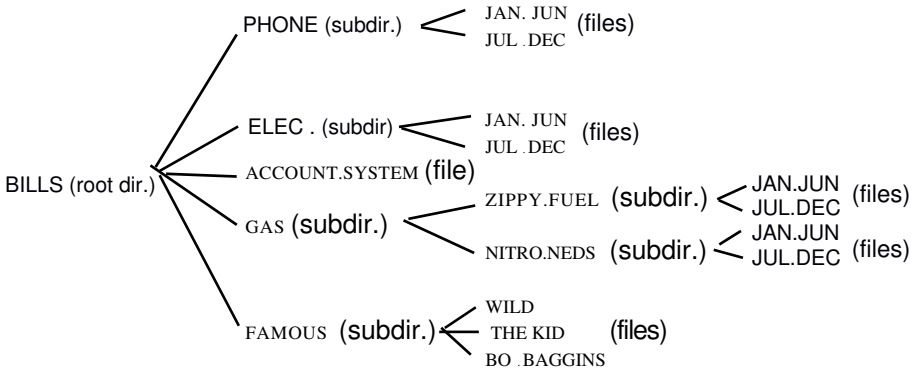 PHONE (subdir.)
JAN. JUN
JUL .DEC
(files)
ELEC . (subdir)
JAN. JUN
JUL .DEC
(files)
BILLS (root dir.)
ACCOUNT.SYSTEM (file)
GAS (subdir.)
ZIPPY.FUEL (subdir.)
JAN.JUN
JUL.DEC
(files)
NITRO.NEDS (subdir.)
JAN.JUN
JUL.DEC
(files)
FAMOUS (subdir.)
WILD
THE KID
BO .BAGGINS
(files)